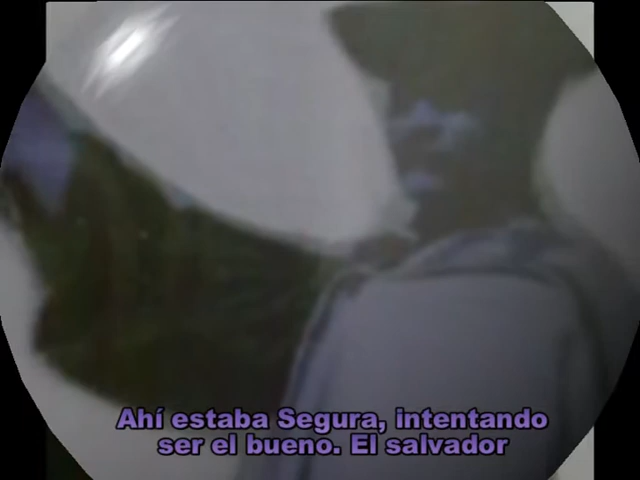 Ahí estaba Segura, intentando
ser el bueno. El salvador